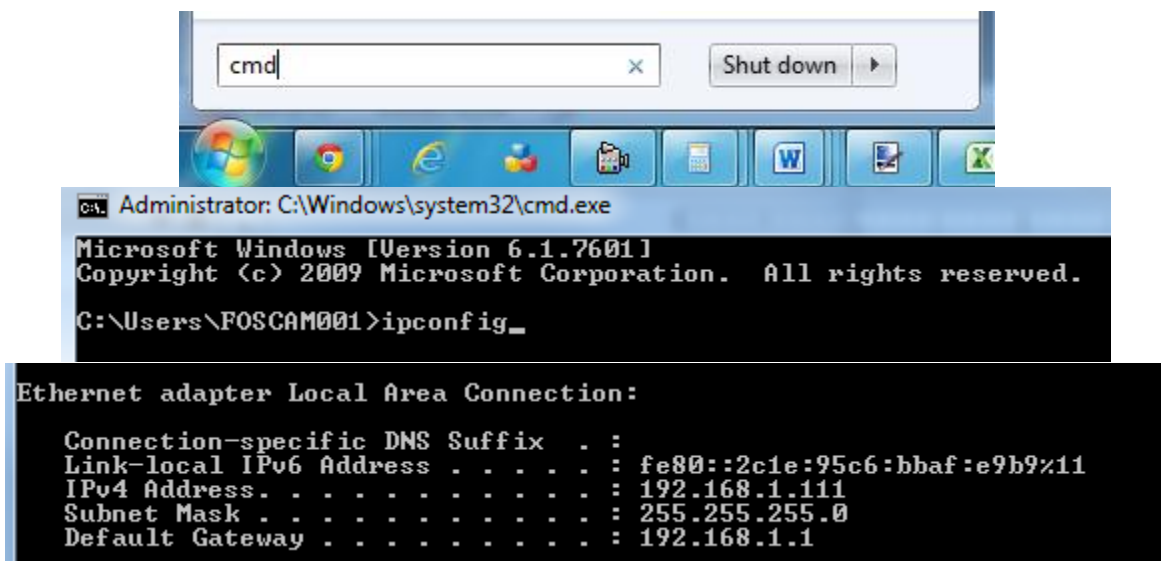 cmd
Shut down
W
X
Administrator: C:\Windows\system32\cmd.exe
Microsoft Windows [Version 6.1.7601]
Copyright (c) 2009 Microsoft Corporation.  All rights reserved.
C:\Users\FOSCAM001>ipconfig_
Ethernet adapter Local Area Connection:
Connection-specific DNS Suffix  . :
Link-local IPv6 Address . . . . . : fe80::2c1e:95c6:bbaf:e9b9%11
IPv4 Address. . . . . . . . . . . : 192.168.1.111
Subnet Mask . . . . . . . . . . . : 255.255.255.0
Default Gateway . . . . . . . . . : 192.168.1.1